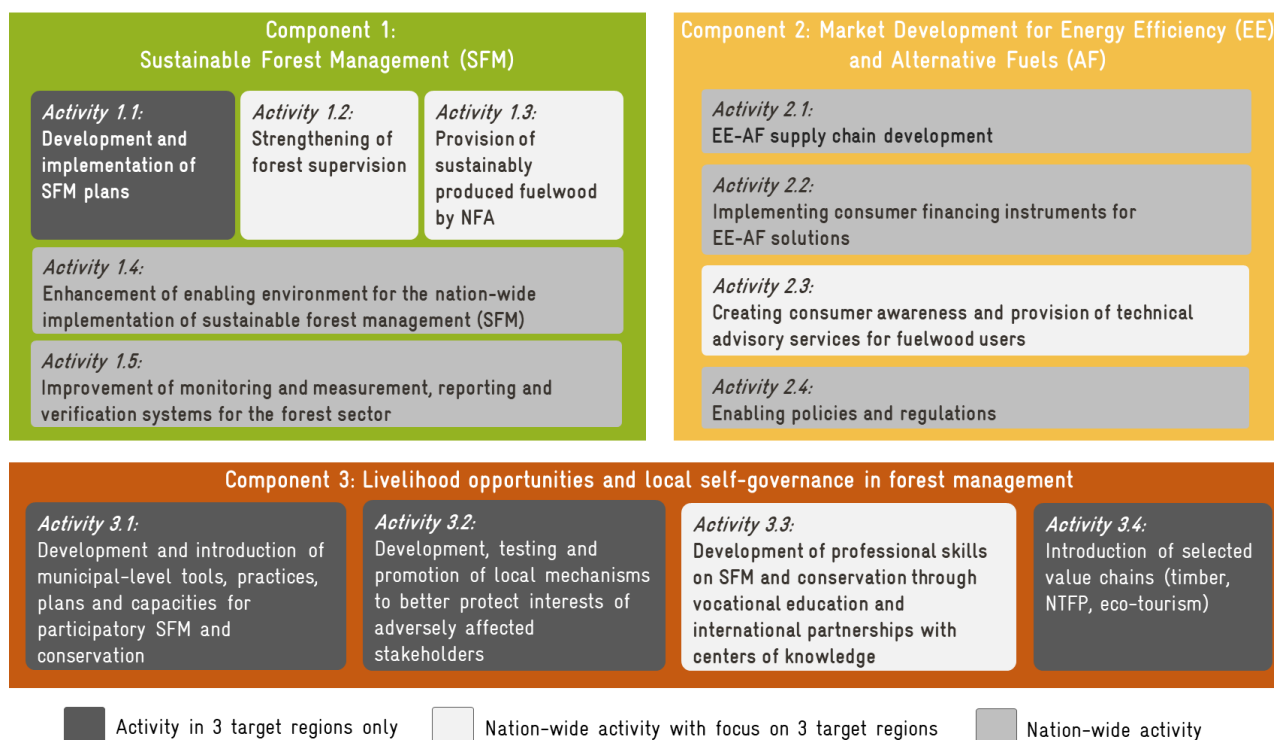 Component 1:
Sustainable Forest Management (SFM)
Activity 1.1:
Development and
implementation of
SFM plans
Activity 1.2:
Strengthening of
forest supervision
Activity 1.3:
Provision of
sustainably
produced fuelwood
by NFA
Activity 1.4:
Enhancement of enabling environment for the nation-wide
implementation of sustainable forest management (SFM)
Activity 1.5:
Improvement of monitoring and measurement, reporting and
verification systems for the forest sector
Component 2: Market Development for Energy Efficiency (EE)
and Alternative Fuels (AF)
Activity 2.1:
EE-AF supply chain development
Activity 2.2:
Implementing consumer financing instruments for
EE-AF solutions
Activity 2.3:
Creating consumer awareness and provision of technical
advisory services for fuelwood users
Activity 2.4:
Enabling policies and regulations
Component 3: Livelihood opportunities and local self-governance in forest management
Activity 3.1:
Development and introduction of
municipal-level tools, practices,
plans and capacities for
participatory SFM and
conservation
Activity 3.2:
Development, testing and
promotion of local mechanisms
to better protect interests of
adversely affected
stakeholders
Activity 3.3:
Development of professional skills
on SFM and conservation through
vocational education and
international partnerships with
centers of knowledge
Activity 3.4:
Introduction of selected
value chains (timber,
NTFP, eco-tourism)
Activity in 3 target regions only
Nation-wide activity with focus on 3 target regions
Nation-wide activity